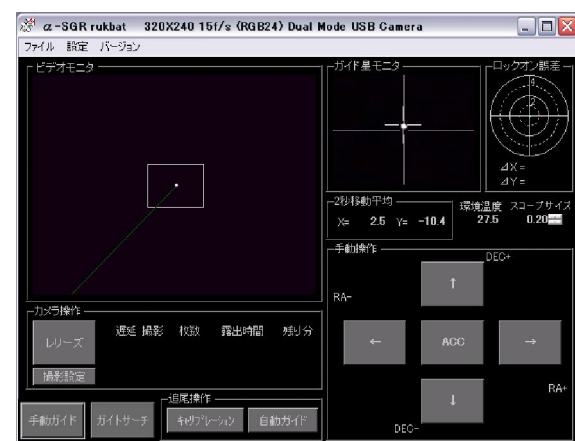 α-SGR rukbat 320X240 15f/s (RGB24) Dual Mode USB Camera
ファイル 設定 バージョン
ビデオモニタ
ガイド星モニタ
ロックオン誤差
4
2
⊿X=
⊿Y=
2秒移動平均
X= 2.5 Y= -10.4
環境温度 スコープサイズ
27.5 0.20
手動操作
DEC+
RA-
↑
← ACC →
↓
RA+
DEC-
カメラ操作
レリーズ 遅延 撮影 枚数 露出時間 残り分
撮影設定
追尾操作
手動ガイド ガイトサーチ キャリブレーション 自動ガイド